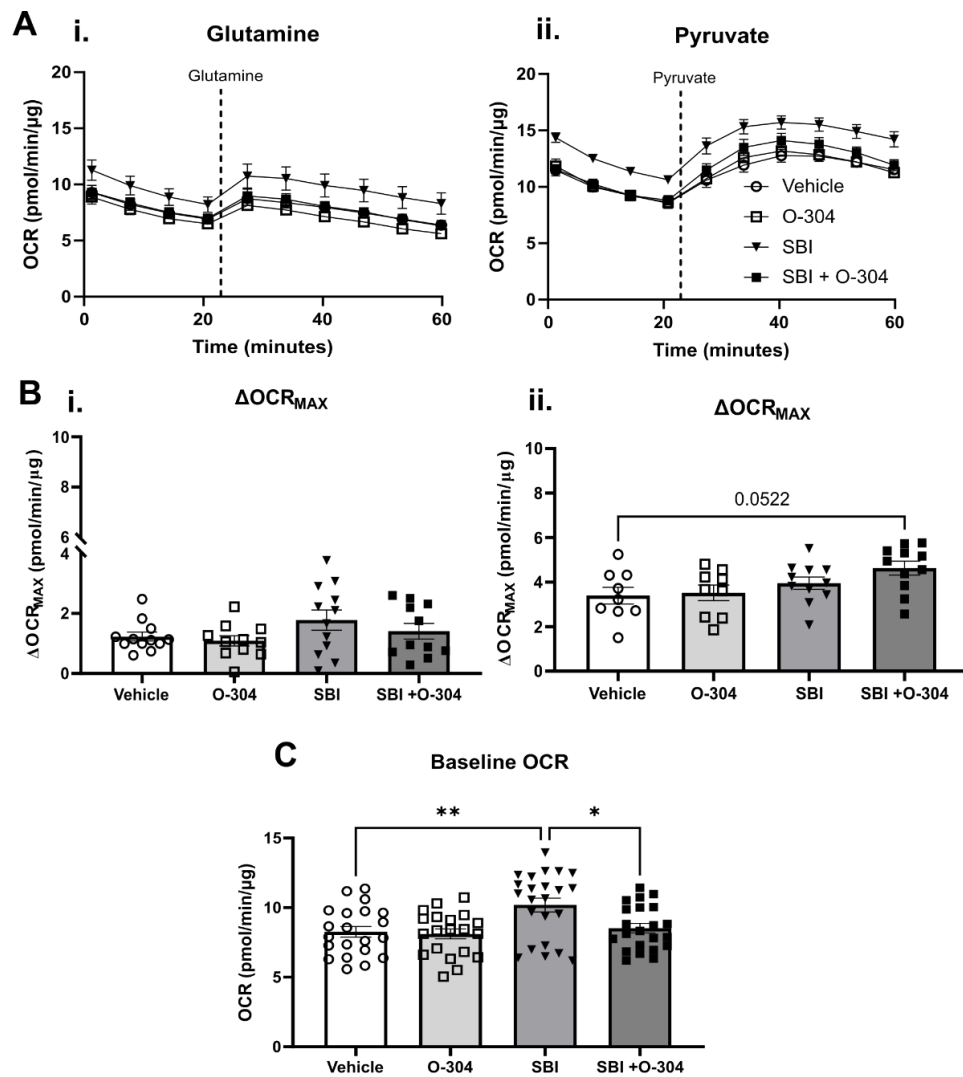 A
i.
Glutamine
Glutamine
OCR (pmol/min/µg)
20
15
10
5
0
0
20
40
60
Time (minutes)
ii.
Pyruvate
Pyruvate
OCR (pmol/min/µg)
20
15
10
5
0
0
20
40
60
Time (minutes)
Vehicle
O-304
SBI
SBI + O-304
B
i.
ΔOCRMAX
ΔOCRMAX (pmol/min/µg)
10
8
6
4
2
0
Vehicle
O-304
SBI
SBI +O-304
ii.
ΔOCRMAX
ΔOCRMAX (pmol/min/µg)
10
8
6
4
2
0
0.0522
Vehicle
O-304
SBI
SBI +O-304
C
Baseline OCR
OCR (pmol/min/µg)
15
10
5
0
**
*
Vehicle
O-304
SBI
SBI +O-304